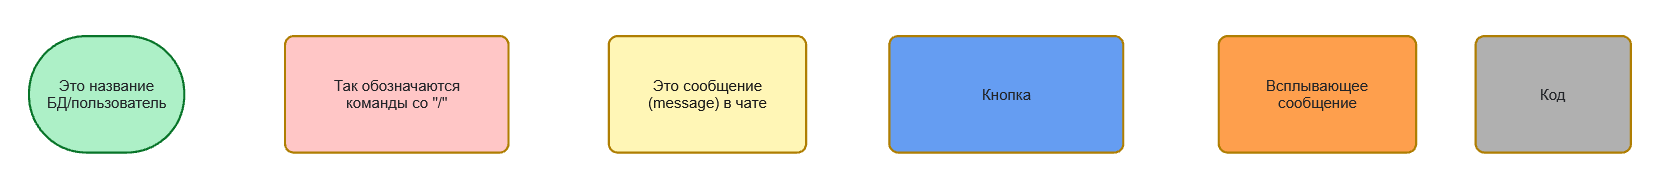 Это название
БД/пользователь
Так обозначаются
команды со "/"
Это сообщение
(message) в чате
Кнопка
Всплывающее
сообщение
Код